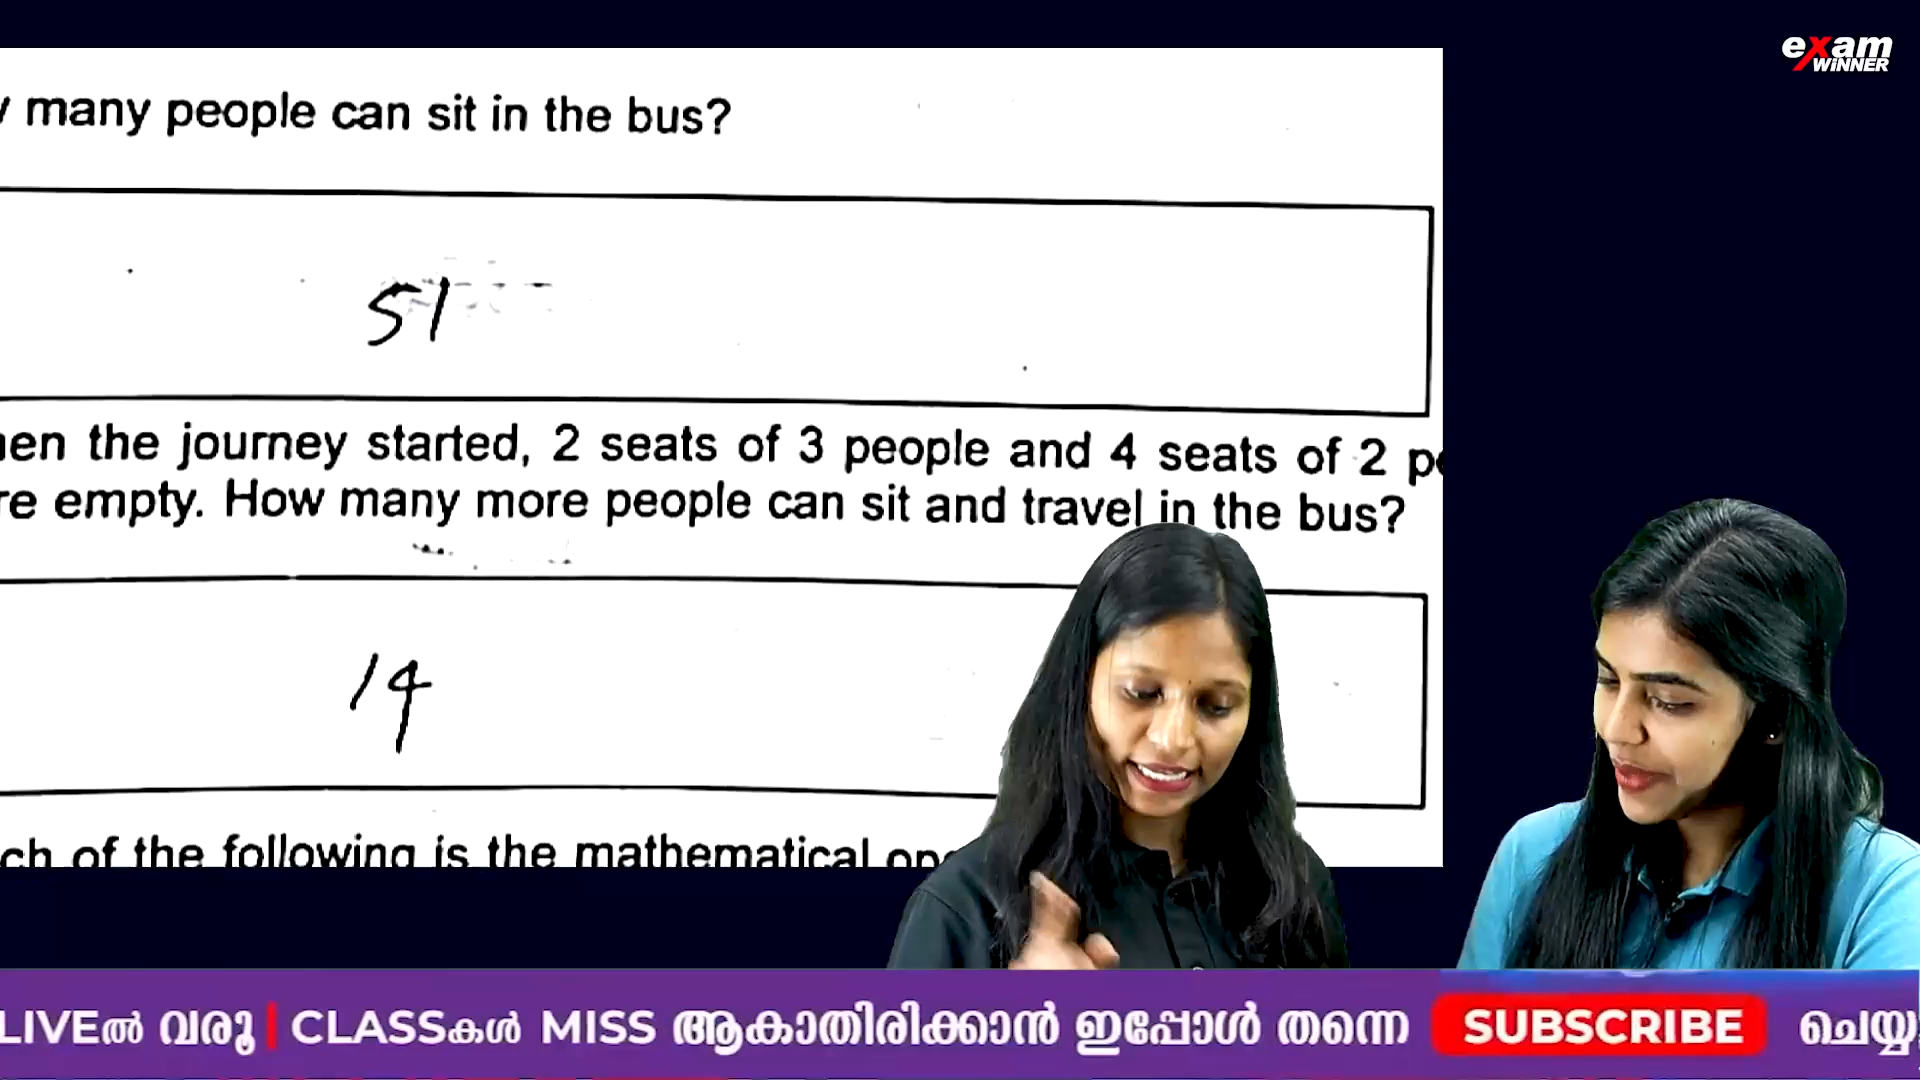 exam
WINNER
many people can sit in the bus?
51
en the journey started, 2 seats of 3 people and 4 seats of 2
re empty. How many more people can sit and travel in the bus?
14
ch of the following is the mathematical
LIVEൽ വരൂ | CLASSകൾ MISS ആകാതിരിക്കാൻ ഇപ്പോൾ തന്നെ SUBSCRIBE